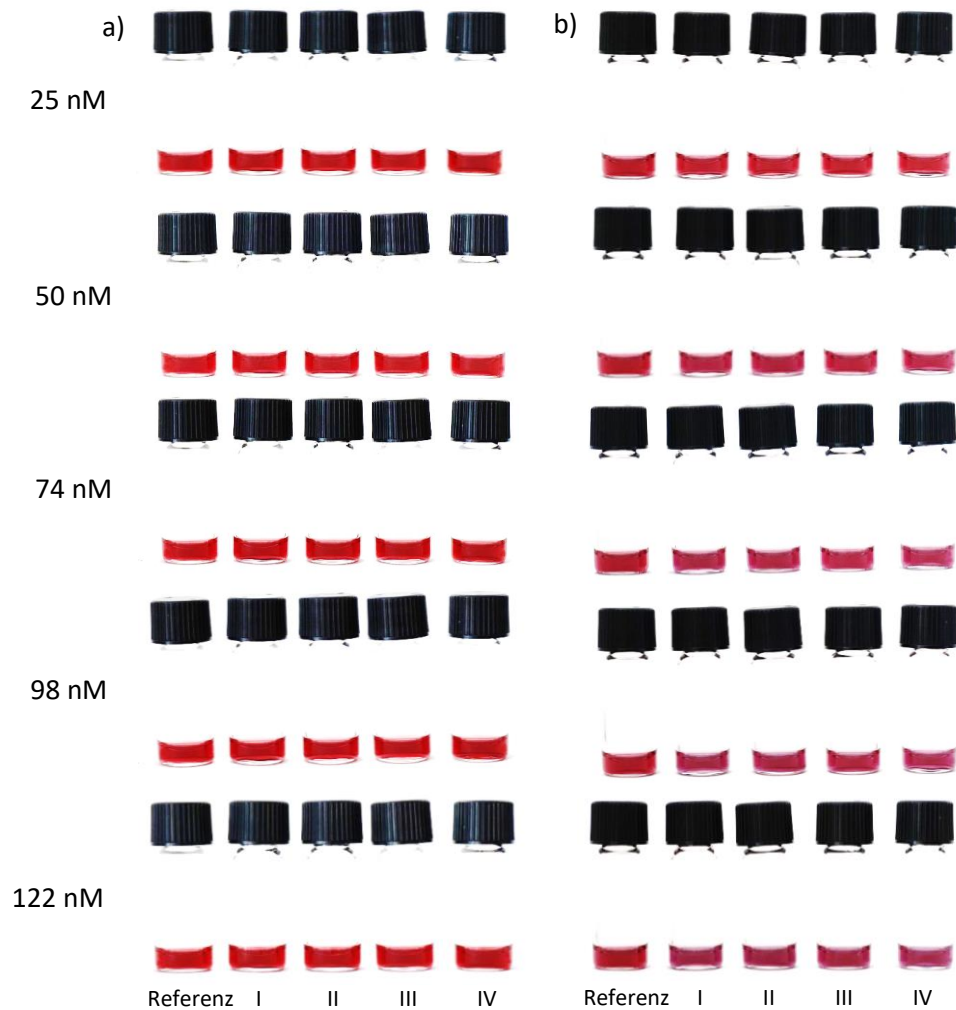 a)
b)
25 nM
50 nM
74 nM
98 nM
122 nM
Referenz I II III IV
Referenz I II III IV